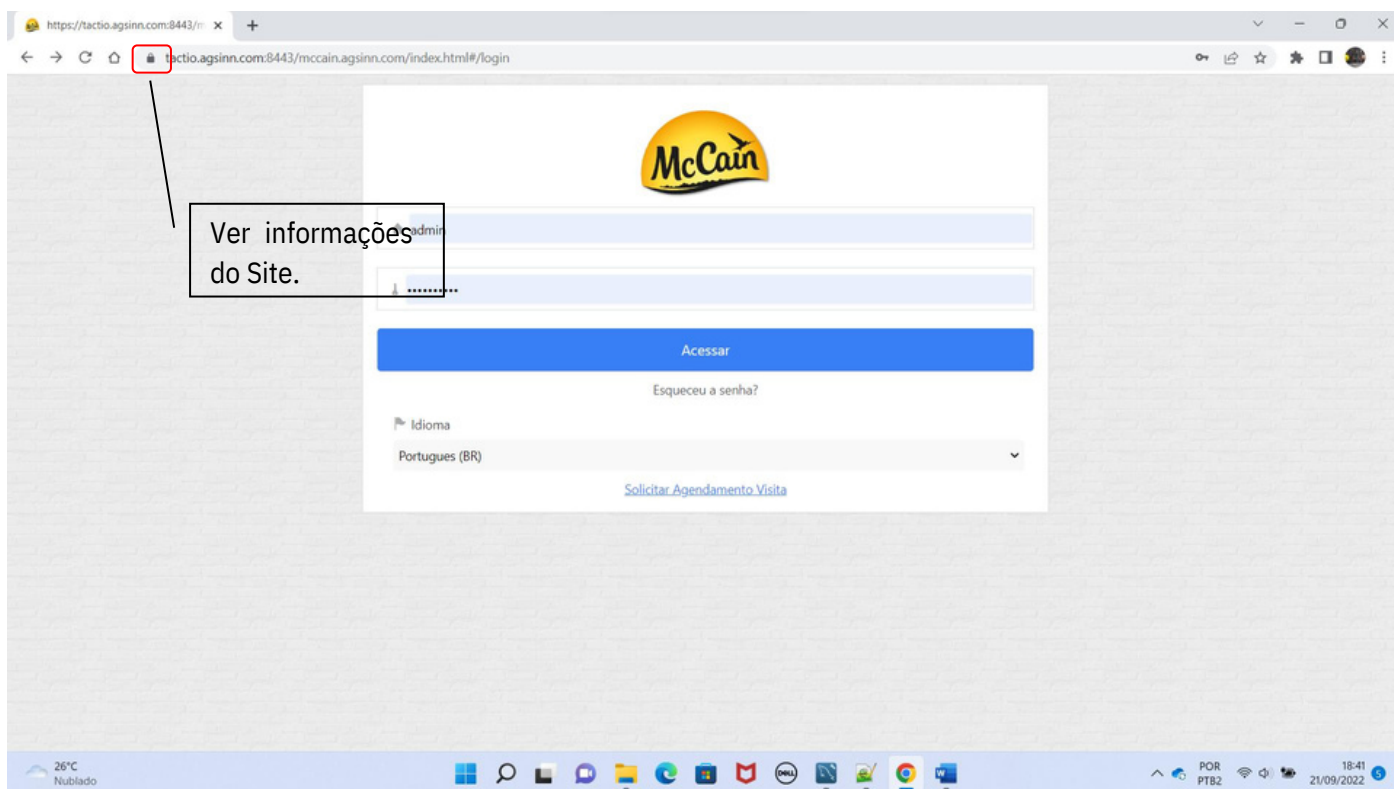 https://tactio.agsinn.com:8443/m
tactio.agsinn.com:8443/mccain.agsinn.com/index.html#/login
McCain
Ver informações
do Site.
admin
••••••••••
Acessar
Esqueceu a senha?
Idioma
Portugues (BR)
Solicitar Agendamento Visita
26°C
Nublado
DELL
POR
PTB2
18:41
21/09/2022
5